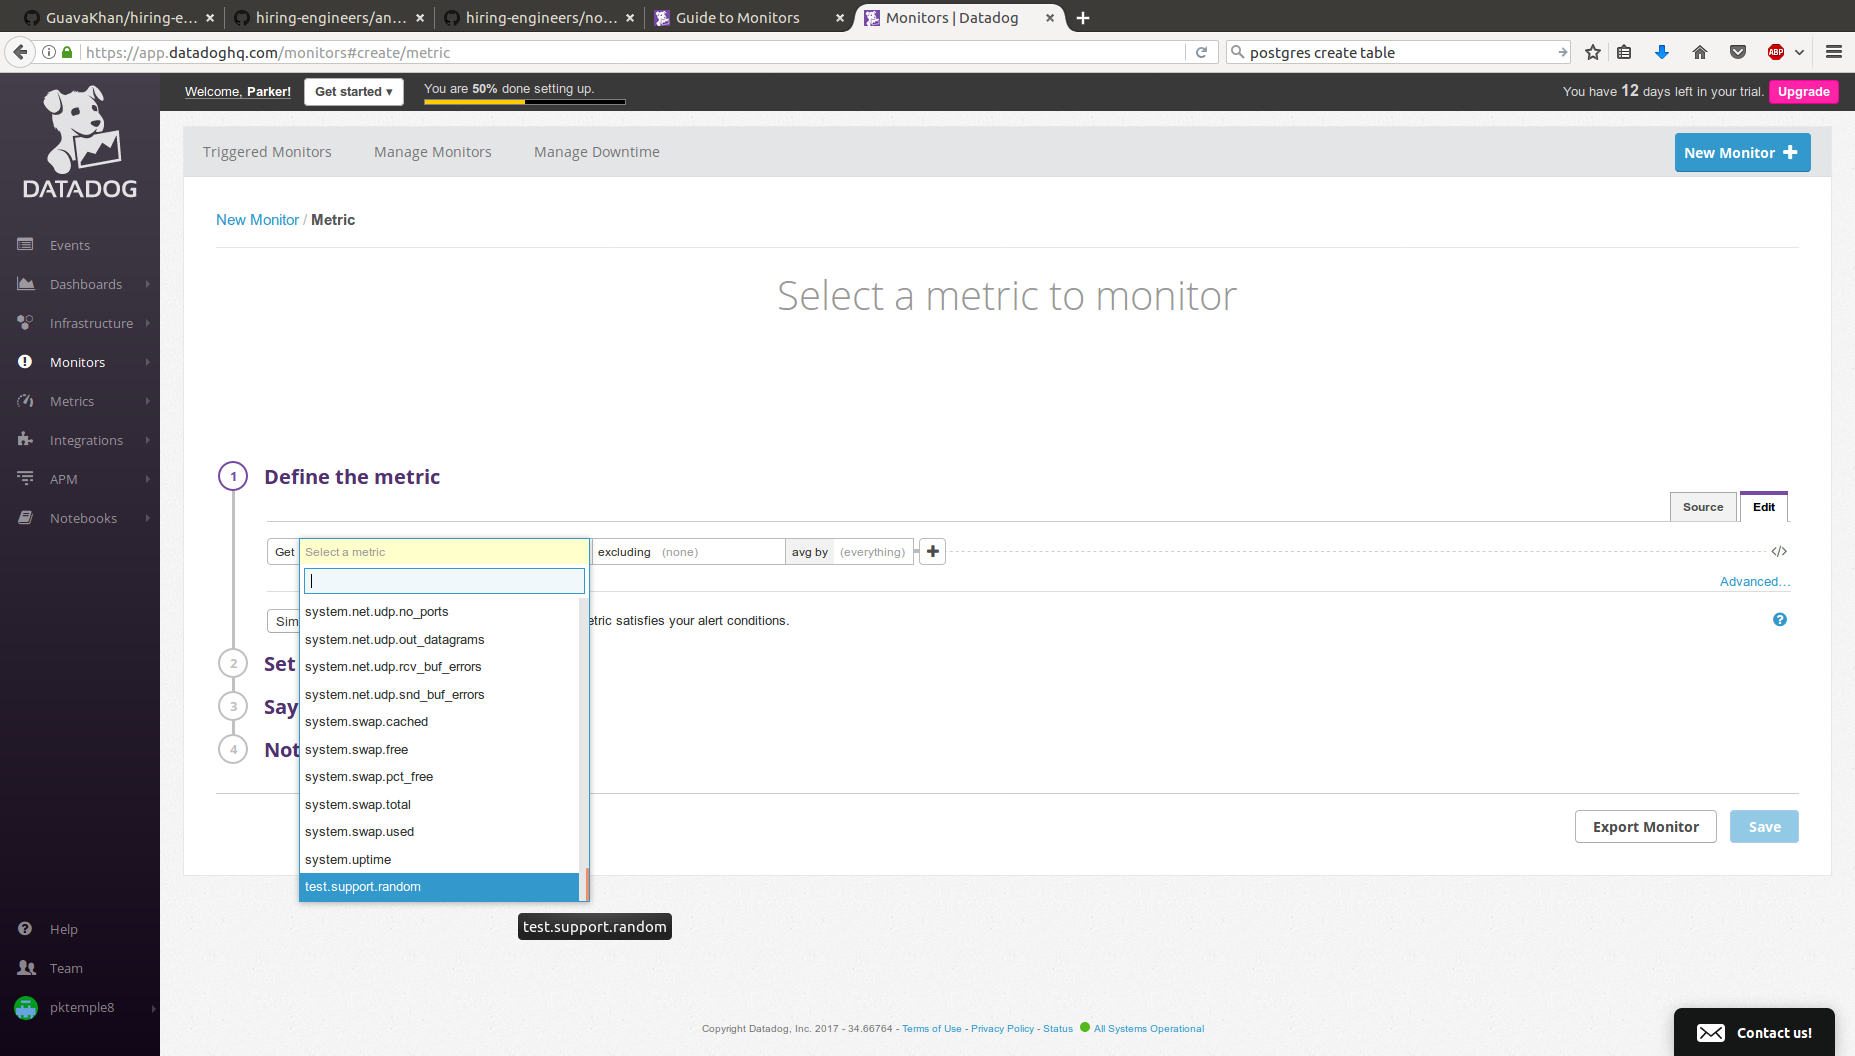 GuavaKhan/hiring-e... ×
hiring-engineers/an... ×
hiring-engineers/no... ×
Guide to Monitors ×
Monitors | Datadog ×
https://app.datadoghq.com/monitors#create/metric
postgres create table
ABP
DATADOG
Events
Dashboards
Infrastructure
Monitors
Metrics
Integrations
APM
Notebooks
Help
Team
pktemple8
Welcome, Parker!
Get started ▾
You are 50% done setting up.
You have 12 days left in your trial.
Upgrade
Triggered Monitors
Manage Monitors
Manage Downtime
New Monitor +
New Monitor / Metric
Select a metric to monitor
1 Define the metric
Source
Edit
Get Select a metric excluding (none) avg by (everything) + </>
Advanced...
Sim
etric satisfies your alert conditions.
?
system.net.udp.no_ports
system.net.udp.out_datagrams
system.net.udp.rcv_buf_errors
system.net.udp.snd_buf_errors
system.swap.cached
system.swap.free
system.swap.pct_free
system.swap.total
system.swap.used
system.uptime
test.support.random
test.support.random
2 Set
3 Say
4 Not
Export Monitor
Save
Copyright Datadog, Inc. 2017 - 34.66764 - Terms of Use - Privacy Policy - Status All Systems Operational
Contact us!